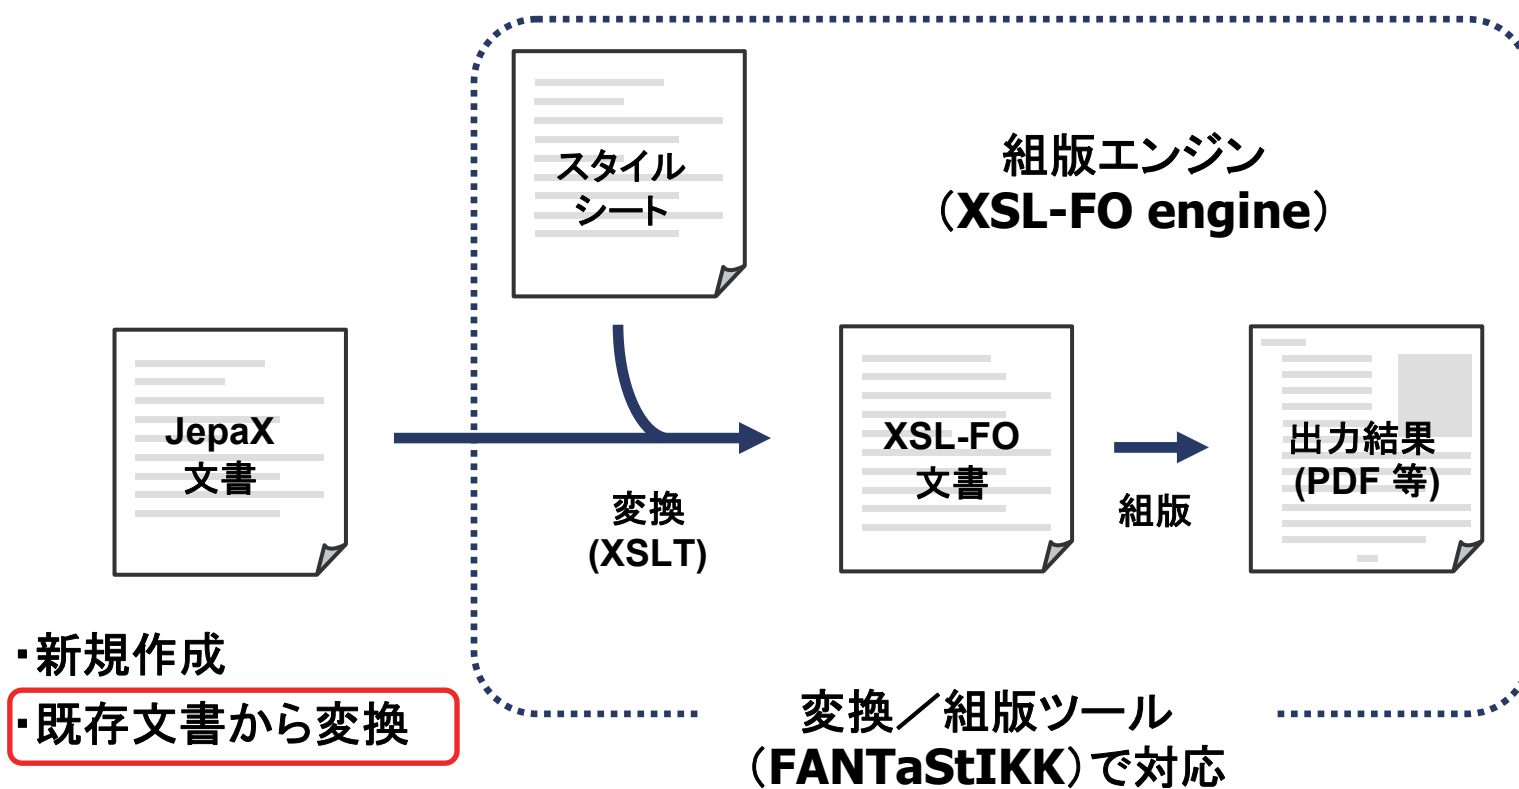 スタイル
シート
組版エンジン
（XSL-FO engine）
JepaX
文書
変換
(XSLT)
XSL-FO
文書
組版
出力結果
(PDF 等)
・新規作成
・既存文書から変換
変換／組版ツール
（FANTaStIKK）で対応